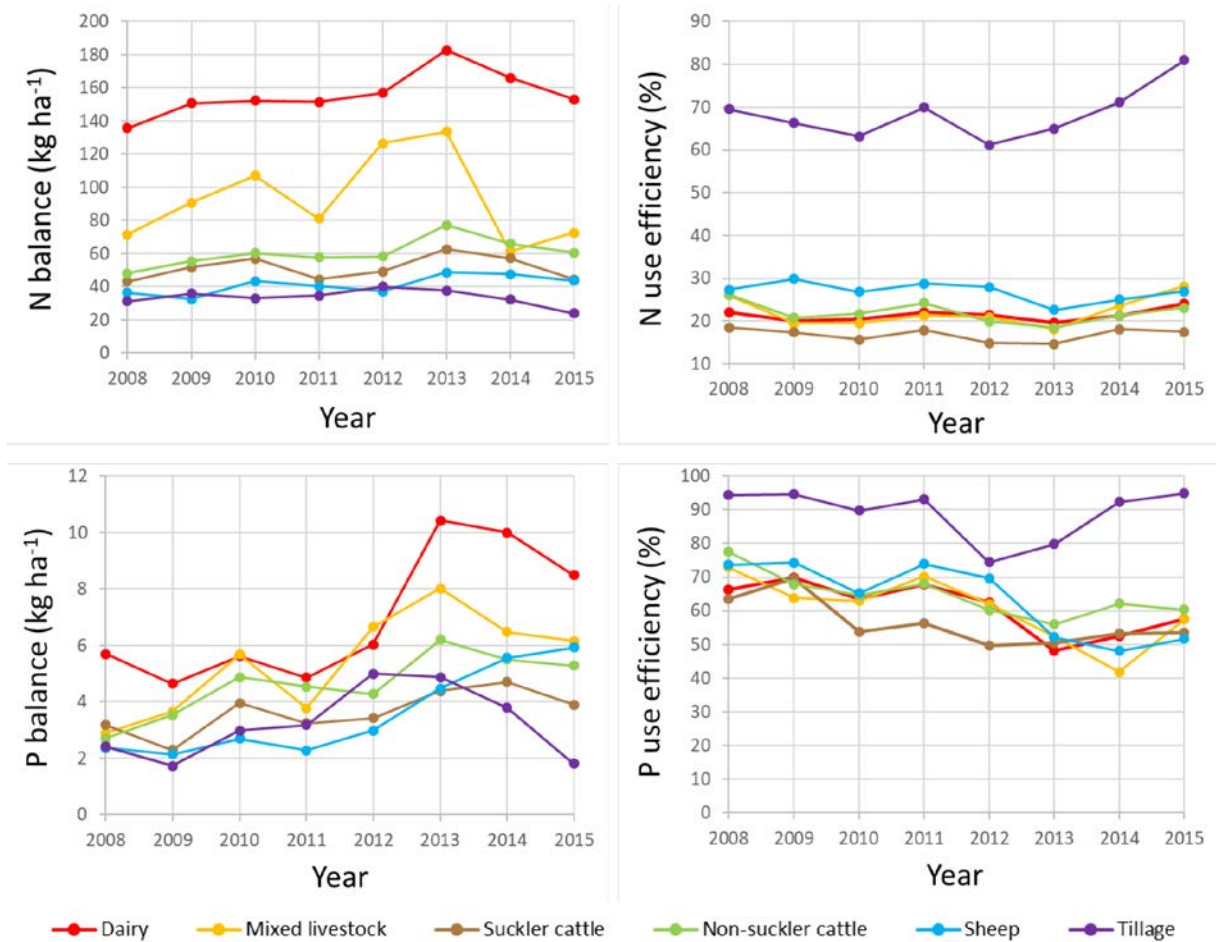 N balance (kg ha⁻¹)
200
180
160
140
120
100
80
60
40
20
0
2008 2009 2010 2011 2012 2013 2014 2015
Year
N use efficiency (%)
90
80
70
60
50
40
30
20
10
2008 2009 2010 2011 2012 2013 2014 2015
Year
P balance (kg ha⁻¹)
12
10
8
6
4
2
0
2008 2009 2010 2011 2012 2013 2014 2015
Year
P use efficiency (%)
100
90
80
70
60
50
40
30
20
10
0
2008 2009 2010 2011 2012 2013 2014 2015
Year
Dairy Mixed livestock Suckler cattle Non-suckler cattle Sheep Tillage